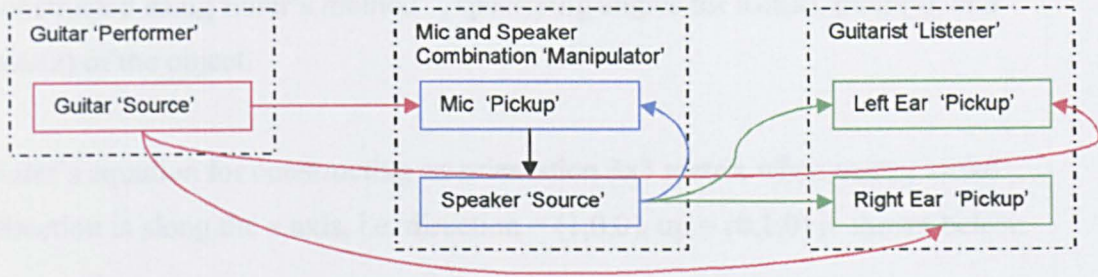 Guitar ‘Performer’
Guitar ‘Source’
Mic and Speaker
Combination ‘Manipulator’
Mic ‘Pickup’
Speaker ‘Source’
Guitarist ‘Listener’
Left Ear ‘Pickup’
Right Ear ‘Pickup’